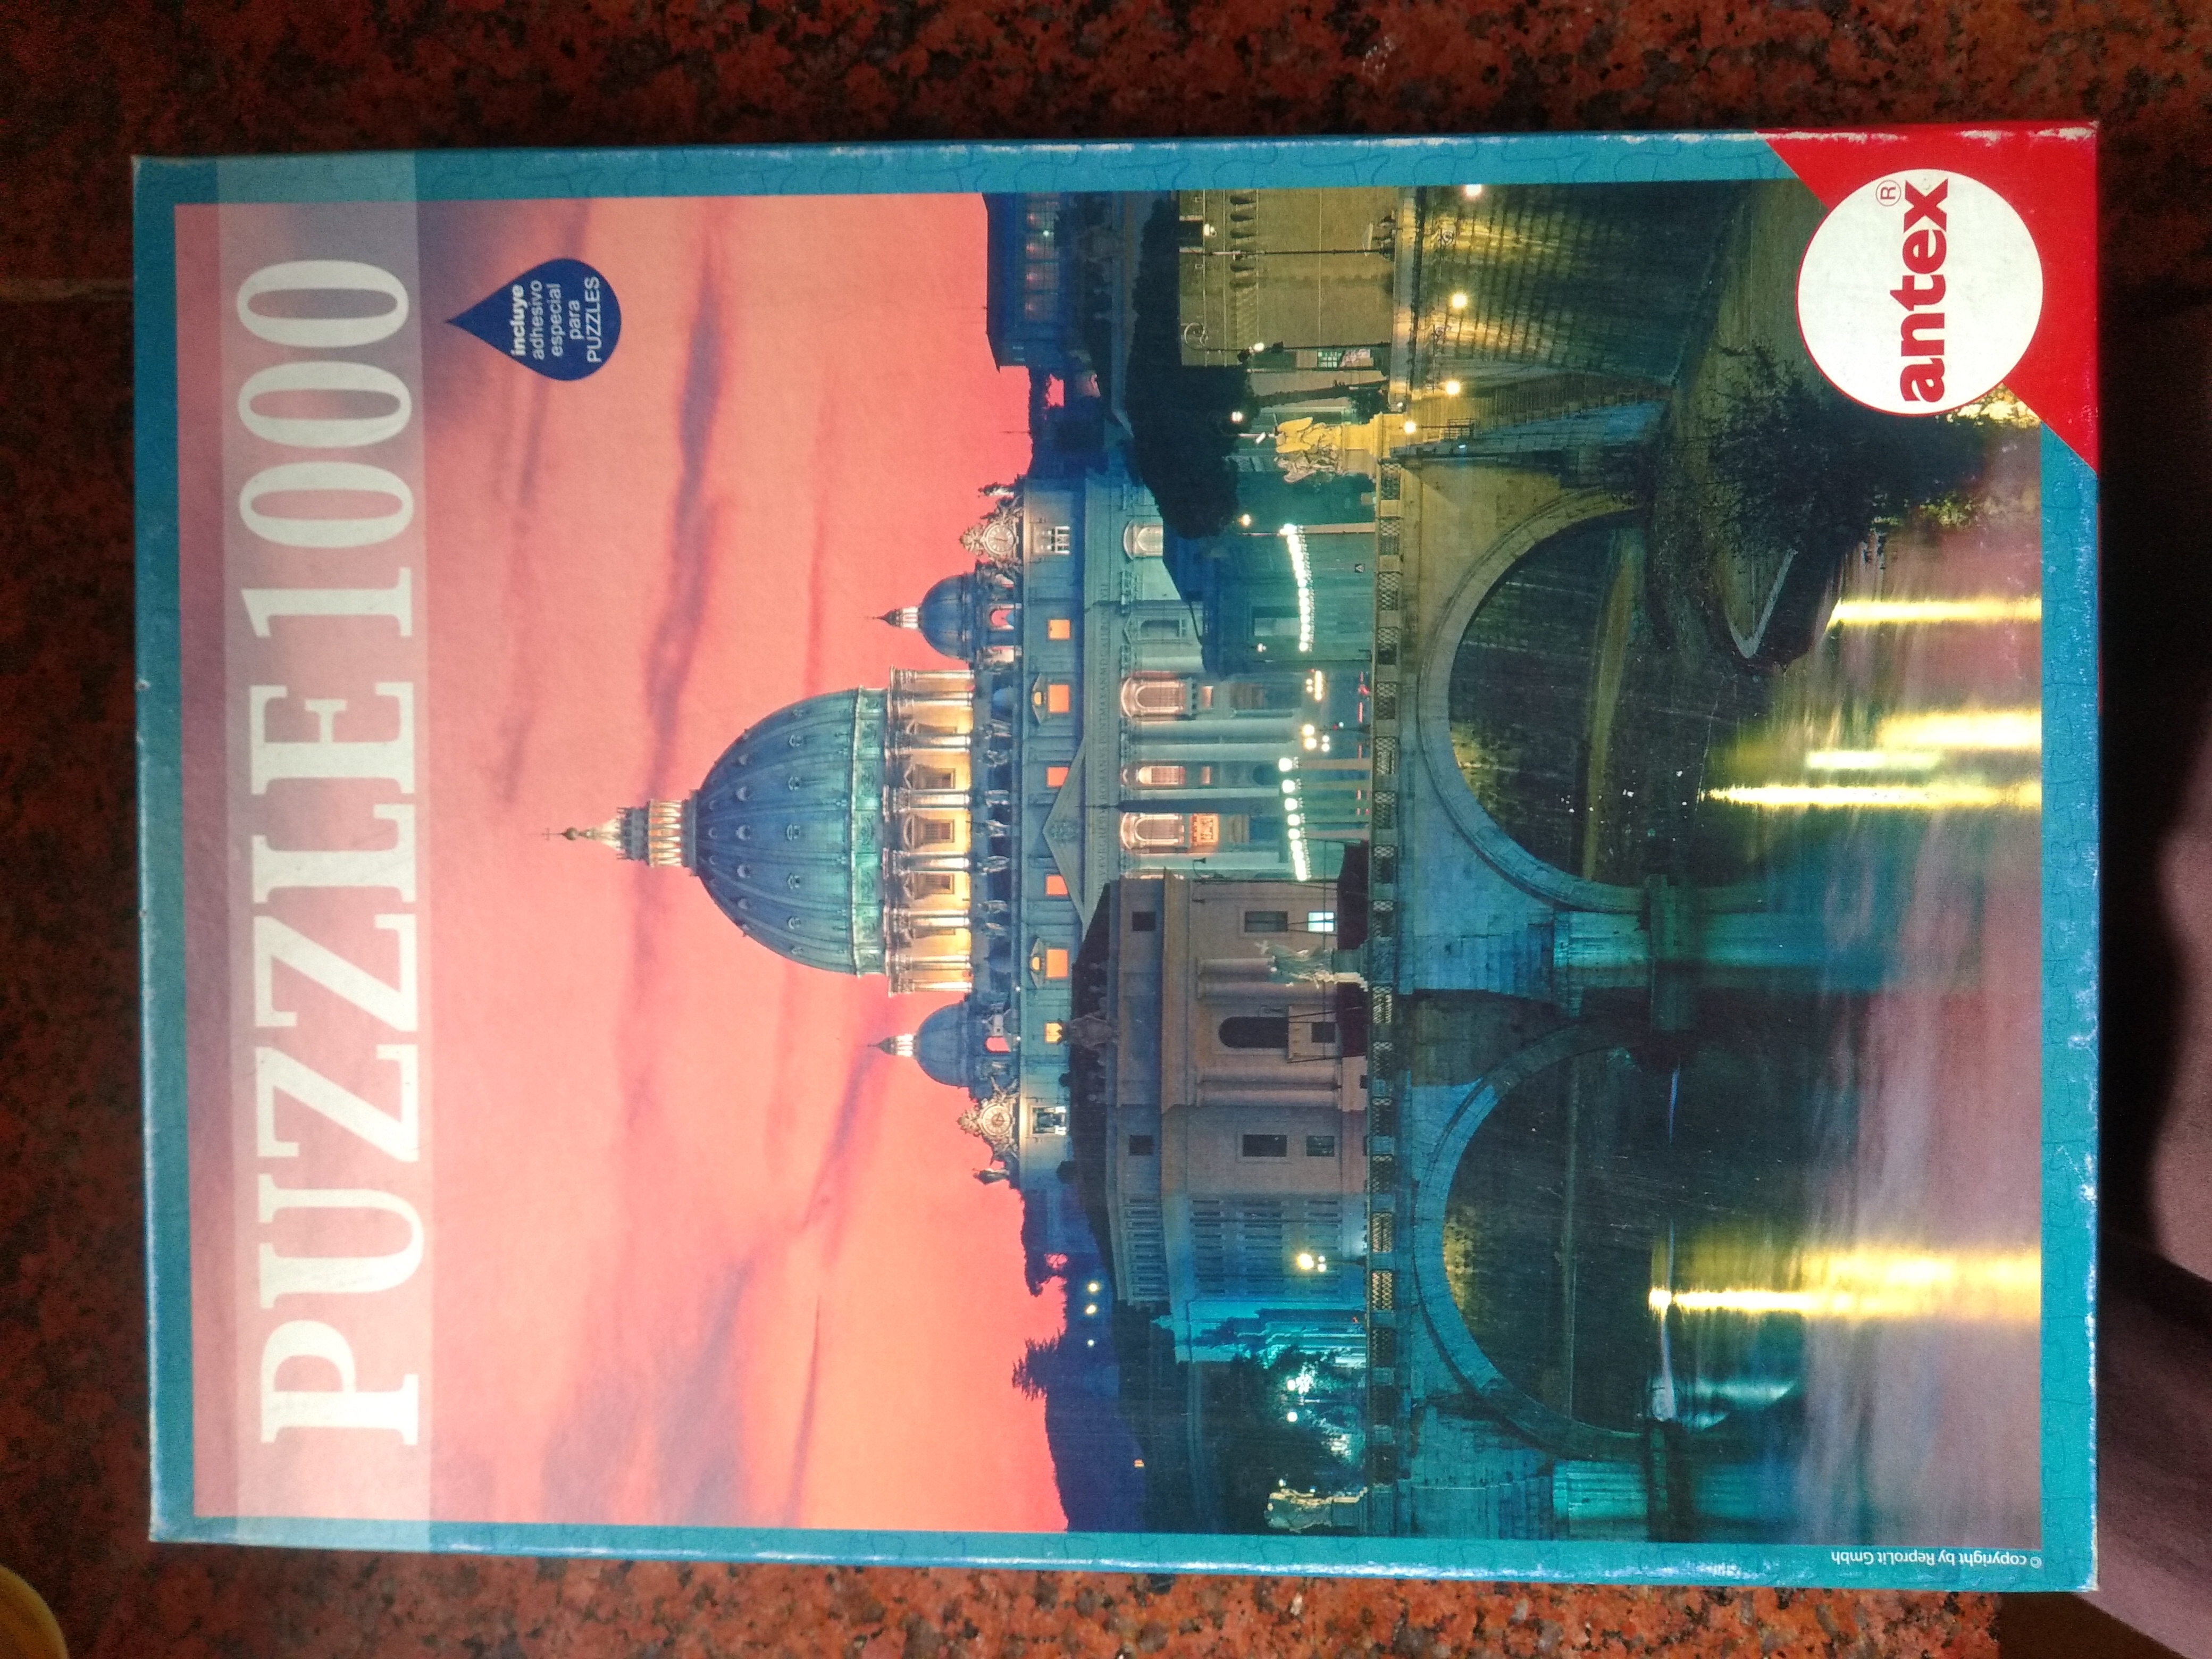 PUZZLE 1000
incluye
adhesivo
especial
para
PUZZLES
© copyright by ReproLit Gmbh
antex®